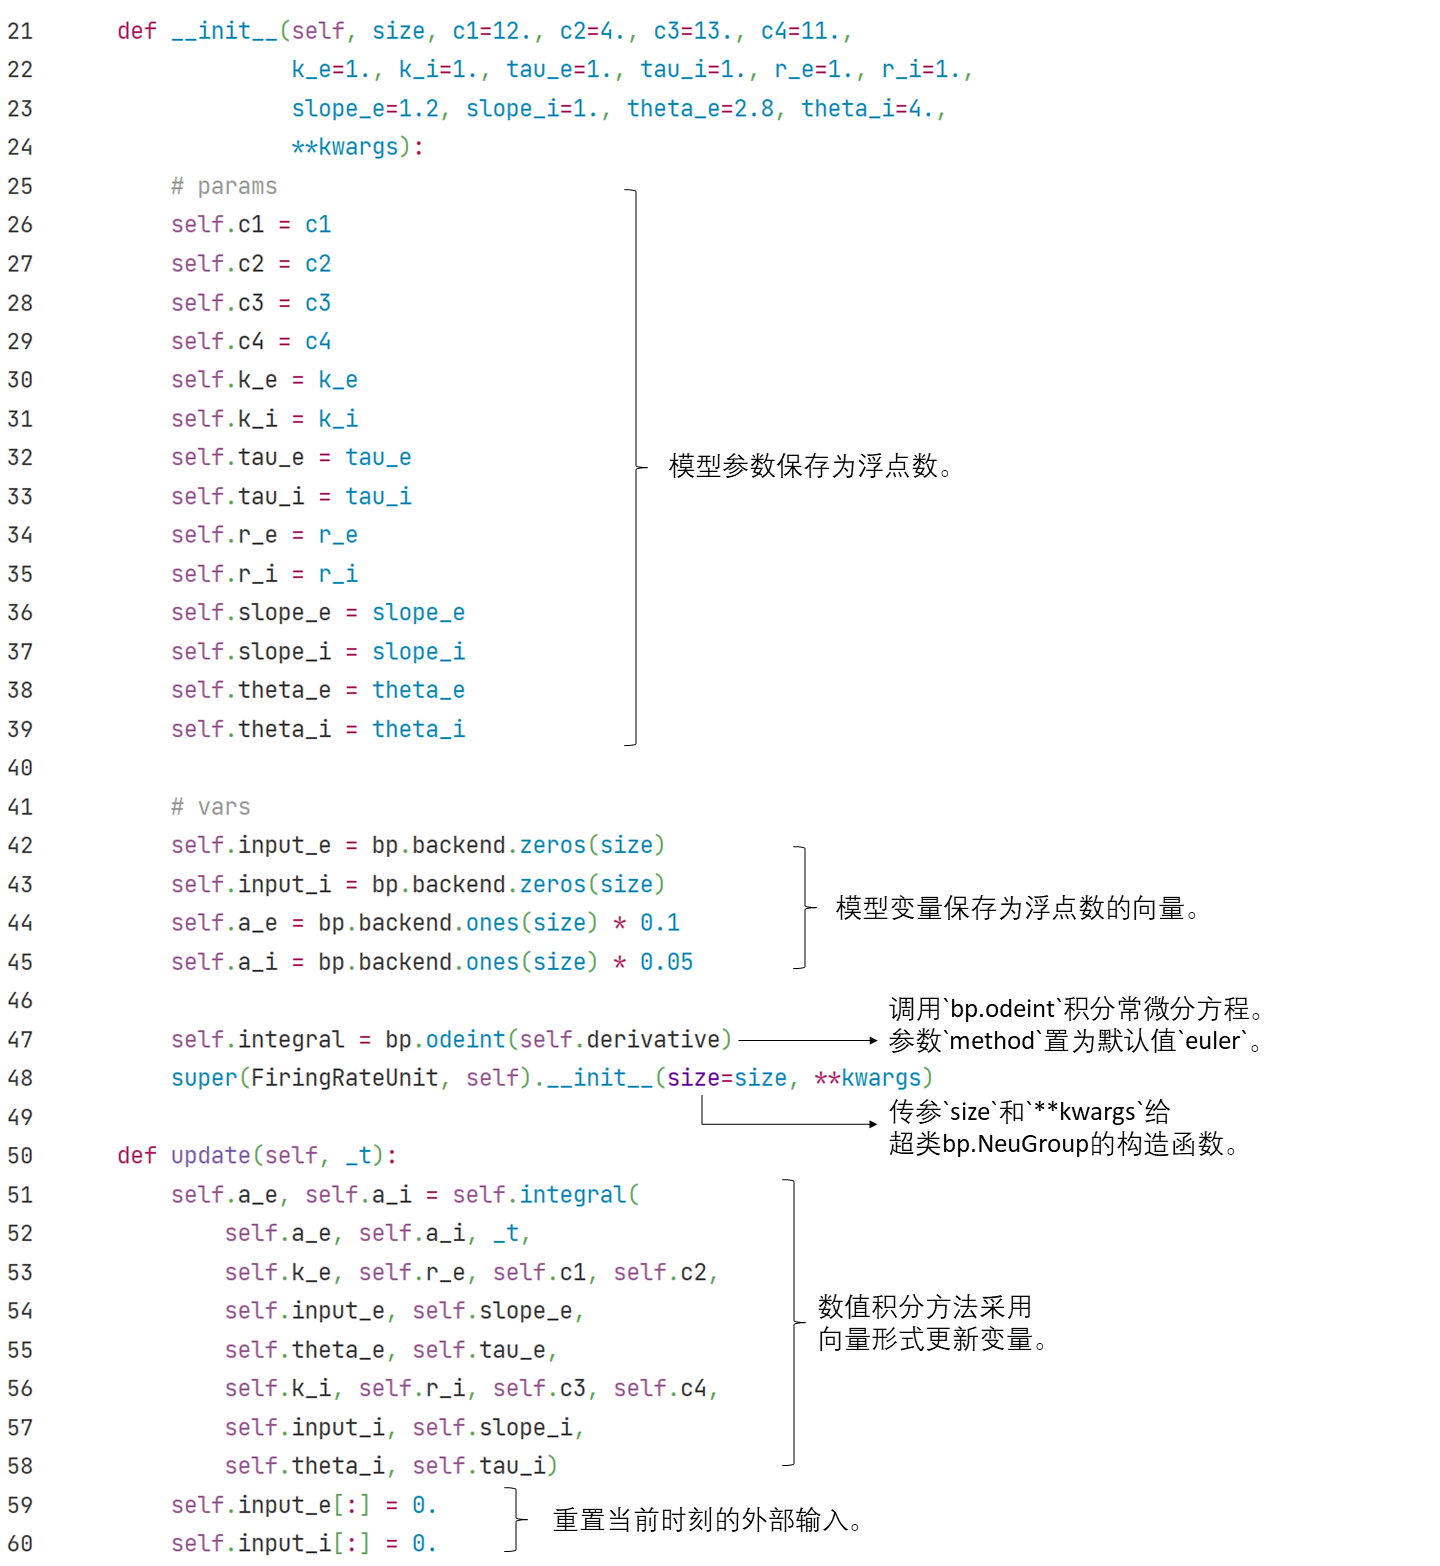 21 def __init__(self, size, c1=12., c2=4., c3=13., c4=11.,
22 k_e=1., k_i=1., tau_e=1., tau_i=1., r_e=1., r_i=1.,
23 slope_e=1.2, slope_i=1., theta_e=2.8, theta_i=4.,
24 **kwargs):
25 # params
26 self.c1 = c1
27 self.c2 = c2
28 self.c3 = c3
29 self.c4 = c4
30 self.k_e = k_e
31 self.k_i = k_i
32 self.tau_e = tau_e
模型参数保存为浮点数。
33 self.tau_i = tau_i
34 self.r_e = r_e
35 self.r_i = r_i
36 self.slope_e = slope_e
37 self.slope_i = slope_i
38 self.theta_e = theta_e
39 self.theta_i = theta_i
40
41 # vars
42 self.input_e = bp.backend.zeros(size)
43 self.input_i = bp.backend.zeros(size)
模型变量保存为浮点数的向量。
44 self.a_e = bp.backend.ones(size) * 0.1
45 self.a_i = bp.backend.ones(size) * 0.05
46
调用`bp.odeint`积分常微分方程。
47 self.integral = bp.odeint(self.derivative)
参数`method`置为默认值`euler`。
48 super(FiringRateUnit, self).__init__(size=size, **kwargs)
49
传参`size`和`**kwargs`给
超类bp.NeuGroup的构造函数。
50 def update(self, _t):
51 self.a_e, self.a_i = self.integral(
52 self.a_e, self.a_i, _t,
53 self.k_e, self.r_e, self.c1, self.c2,
54 self.input_e, self.slope_e,
数值积分方法采用
向量形式更新变量。
55 self.theta_e, self.tau_e,
56 self.k_i, self.r_i, self.c3, self.c4,
57 self.input_i, self.slope_i,
58 self.theta_i, self.tau_i)
59 self.input_e[:] = 0.
重置当前时刻的外部输入。
60 self.input_i[:] = 0.